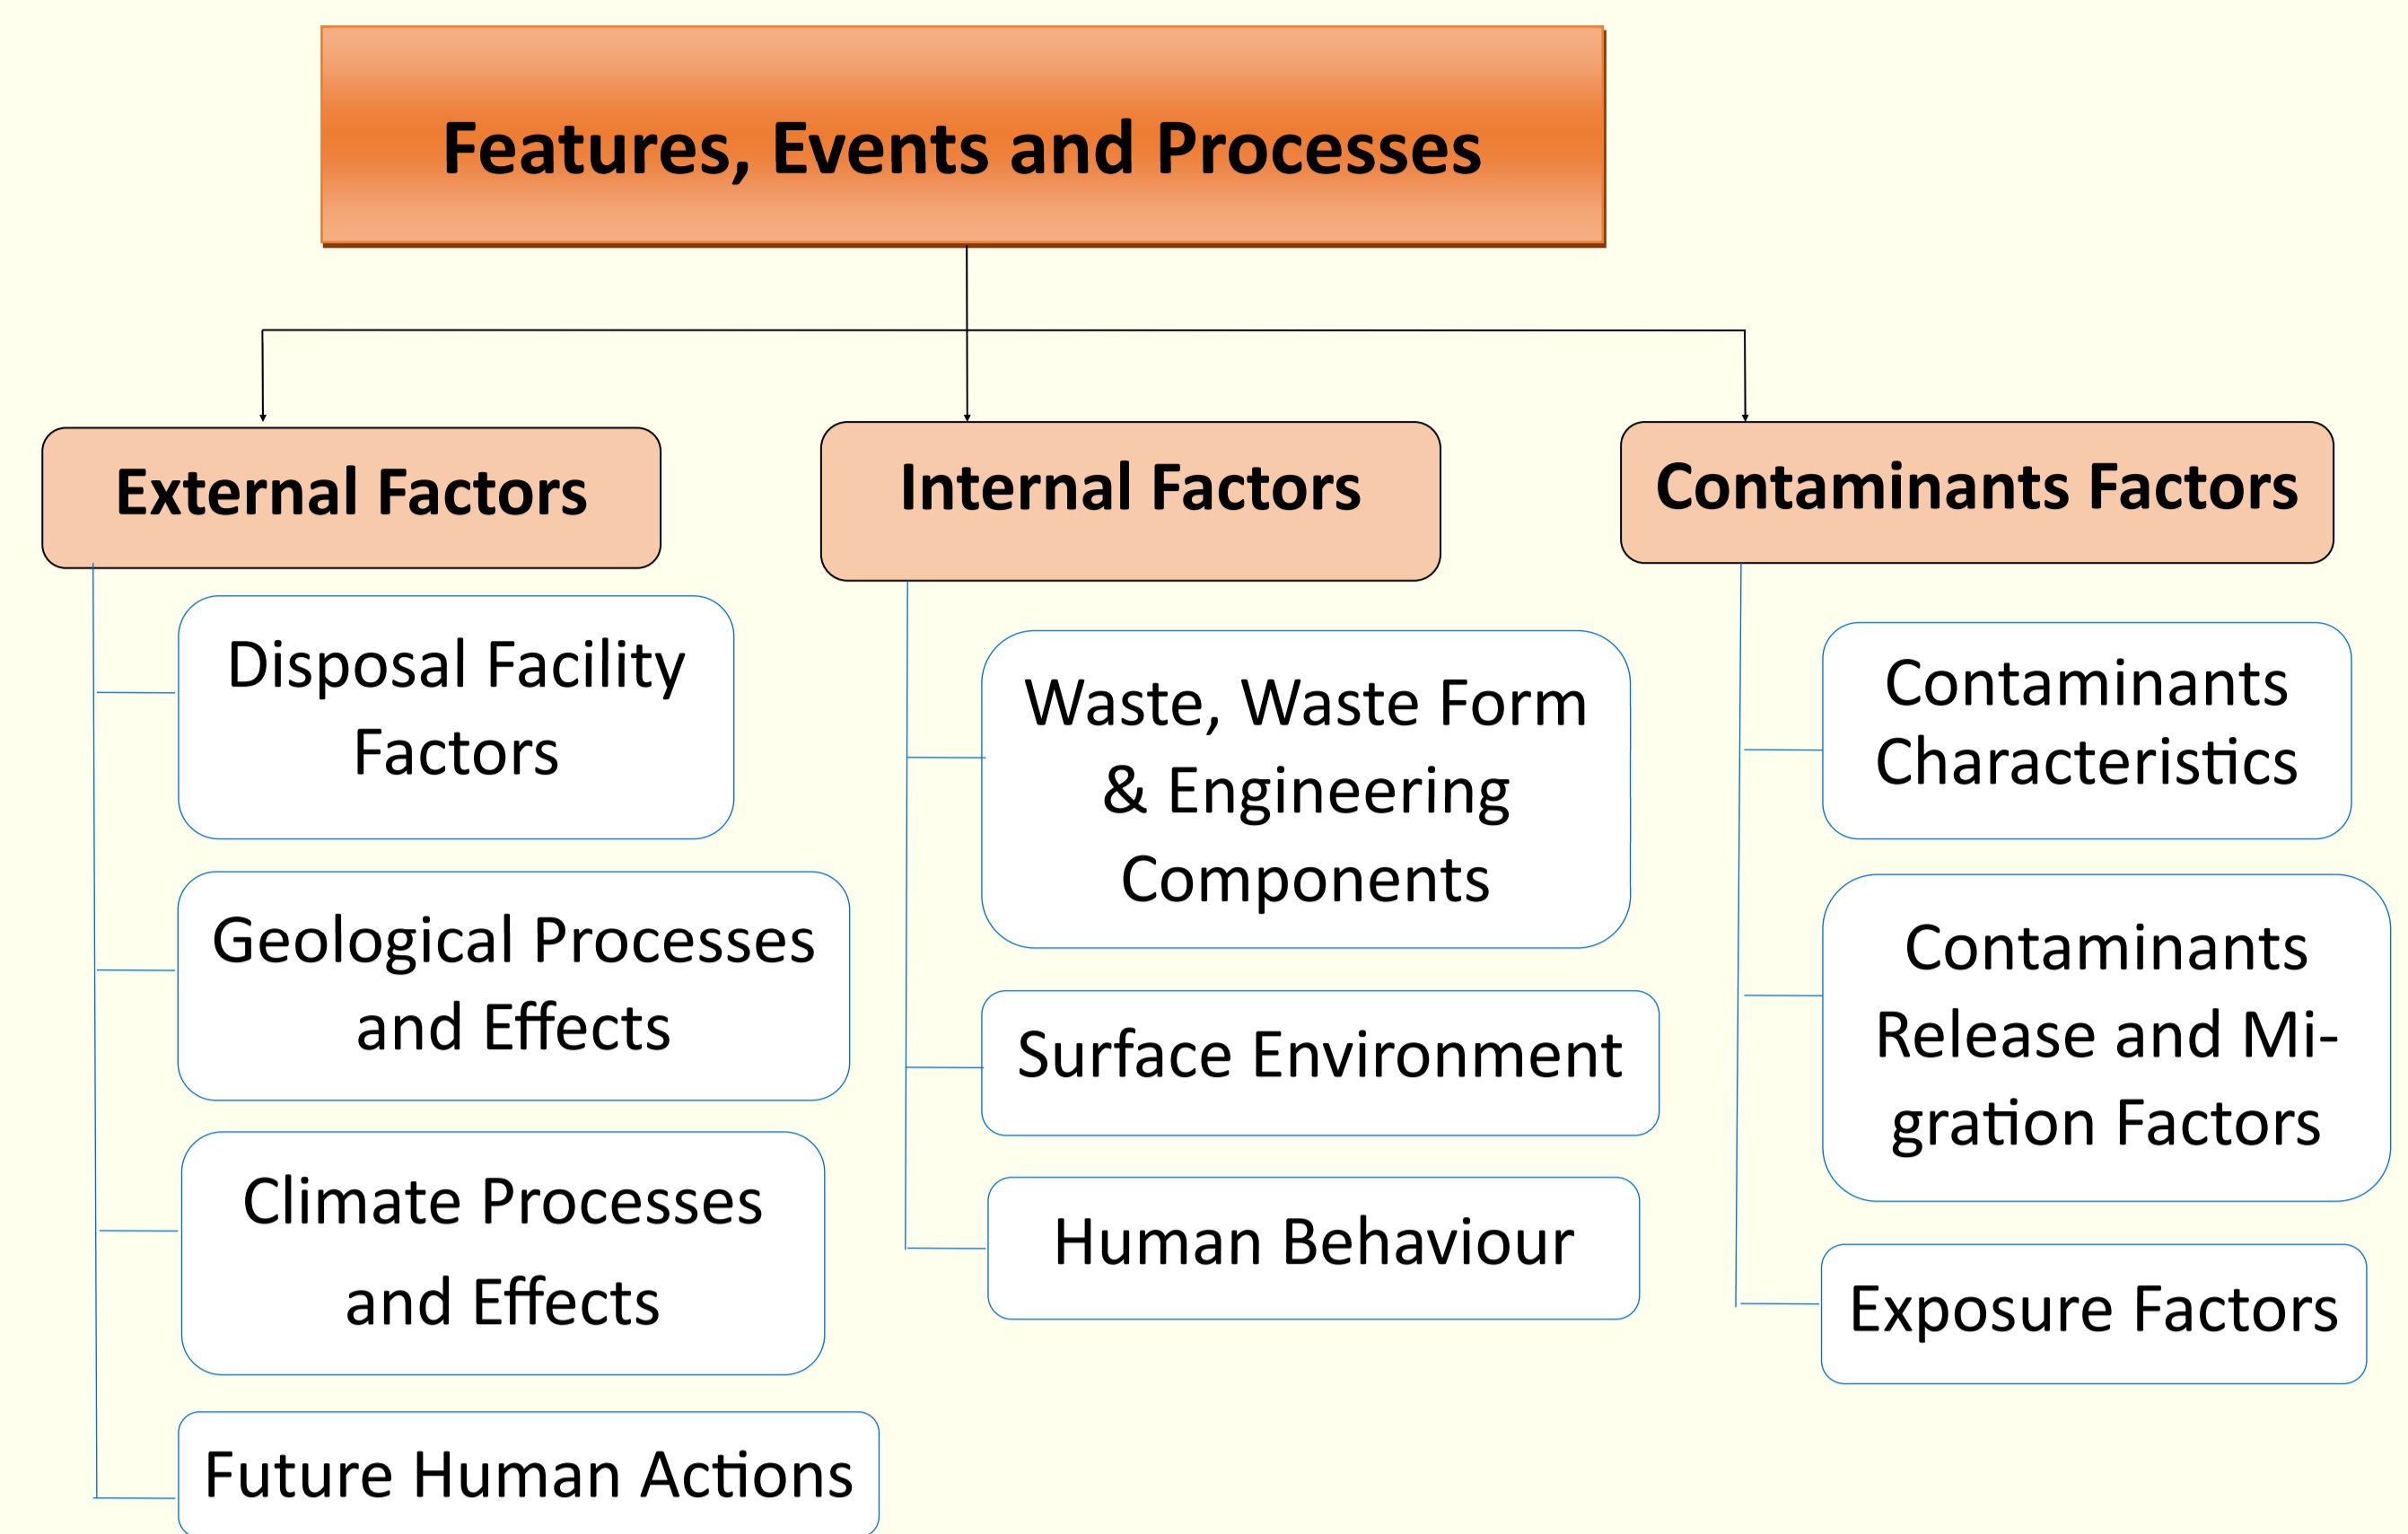 Features, Events and Processes
External Factors
Disposal Facility
Factors
Geological Processes
and Effects
Climate Processes
and Effects
Future Human Actions
Internal Factors
Waste, Waste Form
& Engineering
Components
Surface Environment
Human Behaviour
Contaminants Factors
Contaminants
Characteristics
Contaminants
Release and Mi-
gration Factors
Exposure Factors